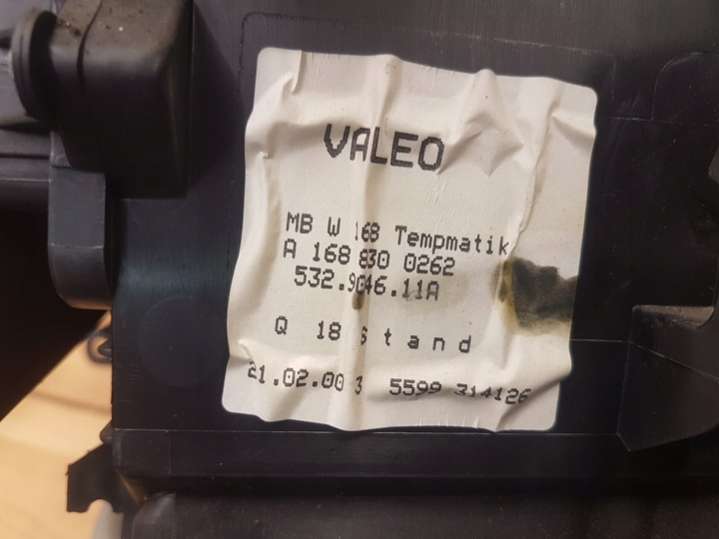 VALEO
MB W 168 Tempmatik
A 168 830 0262
532.9046.11A
Q 18 Stand
21.02.00 3 5599 314126